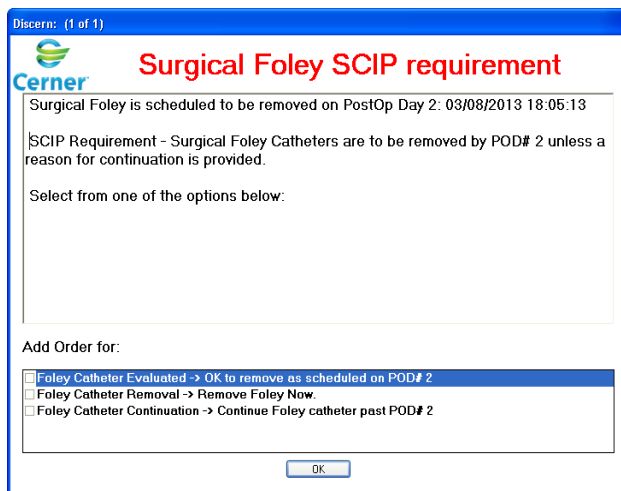 Discern: (1 of 1)
Cerner
Surgical Foley SCIP requirement
Surgical Foley is scheduled to be removed on PostOp Day 2: 03/08/2013 18:05:13
SCIP Requirement - Surgical Foley Catheters are to be removed by POD# 2 unless a
reason for continuation is provided.
Select from one of the options below:
Add Order for:
Foley Catheter Evaluated -> OK to remove as scheduled on POD# 2
Foley Catheter Removal -> Remove Foley Now.
Foley Catheter Continuation -> Continue Foley catheter past POD# 2
OK